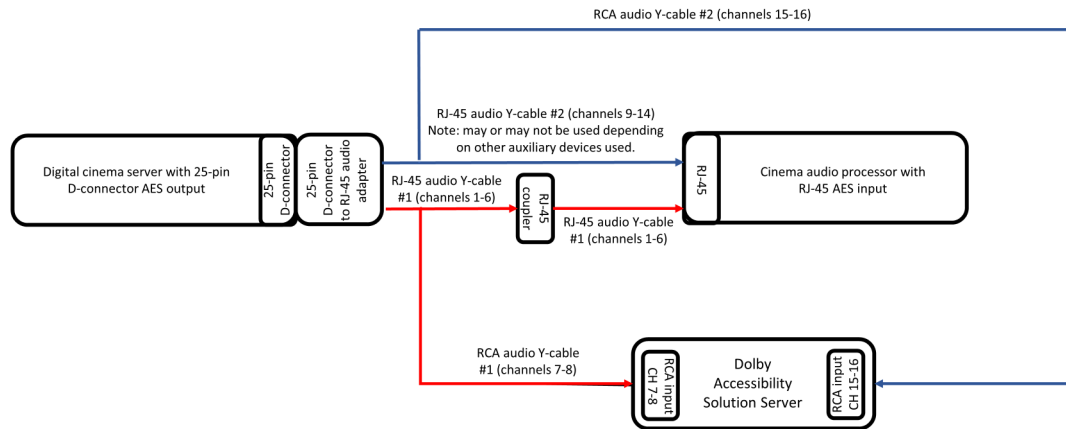 RCA audio Y-cable #2 (channels 15-16)
RJ-45 audio Y-cable #2 (channels 9-14)
Note: may or may not be used depending
on other auxiliary devices used.
Digital cinema server with 25-pin
D-connector AES output
25-pin
D-connector
25-pin
D-connector
to RJ-45 audio
adapter
RJ-45 audio Y-cable
#1 (channels 1-6)
RJ-45
coupler
RJ-45 audio Y-cable
#1 (channels 1-6)
RJ-45
Cinema audio processor with
RJ-45 AES input
RCA audio Y-cable
#1 (channels 7-8)
RCA input
CH 7-8
Dolby
Accessibility
Solution Server
RCA input
CH 15-16